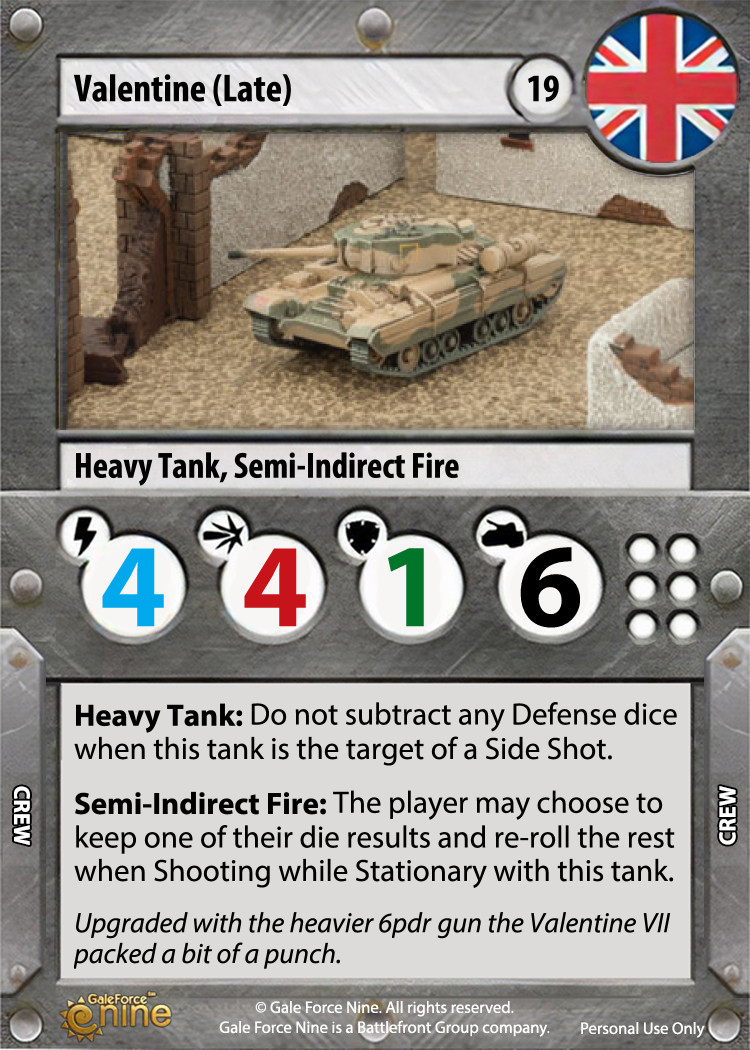 Valentine (Late)
19
Heavy Tank, Semi-Indirect Fire
4
4
1
6
Heavy Tank: Do not subtract any Defense dice
when this tank is the target of a Side Shot.
Semi-Indirect Fire: The player may choose to
keep one of their die results and re-roll the rest
when Shooting while Stationary with this tank.
Upgraded with the heavier 6pdr gun the Valentine VII
packed a bit of a punch.
CREW
CREW
GaleForce™
nine
© Gale Force Nine. All rights reserved.
Gale Force Nine is a Battlefront Group company.
Personal Use Only